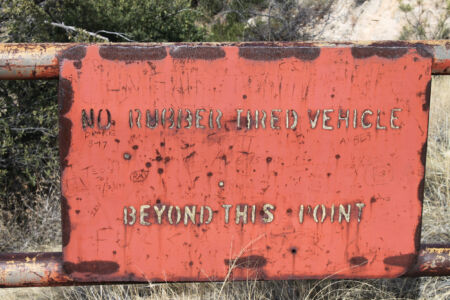 NO RUBBER TIRED VEHICLE
BEYOND THIS POINT